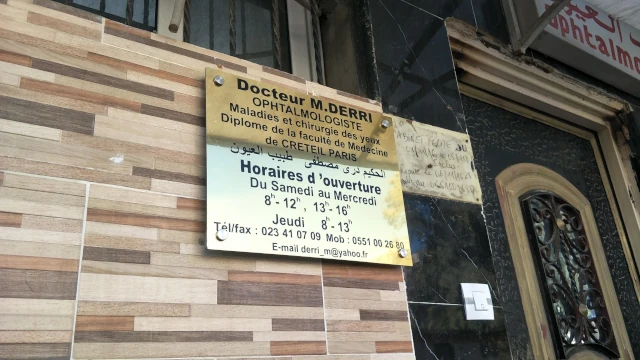 Docteur M.DERRI
OPHTALMOLOGISTE
Maladies et chirurgie des yeux
Diplome de la faculté de Medecine
de CRETEIL PARIS
الحكيم دري مصطفى طبيب العيون
Horaires d'ouverture
Du Samedi au Mercredi
8h- 12h , 13h- 16h
Jeudi 8h- 13h
Tél/fax : 023 41 07 09 Mob : 0551 00 26 80
E-mail derri_m@yahoo.fr
العيون